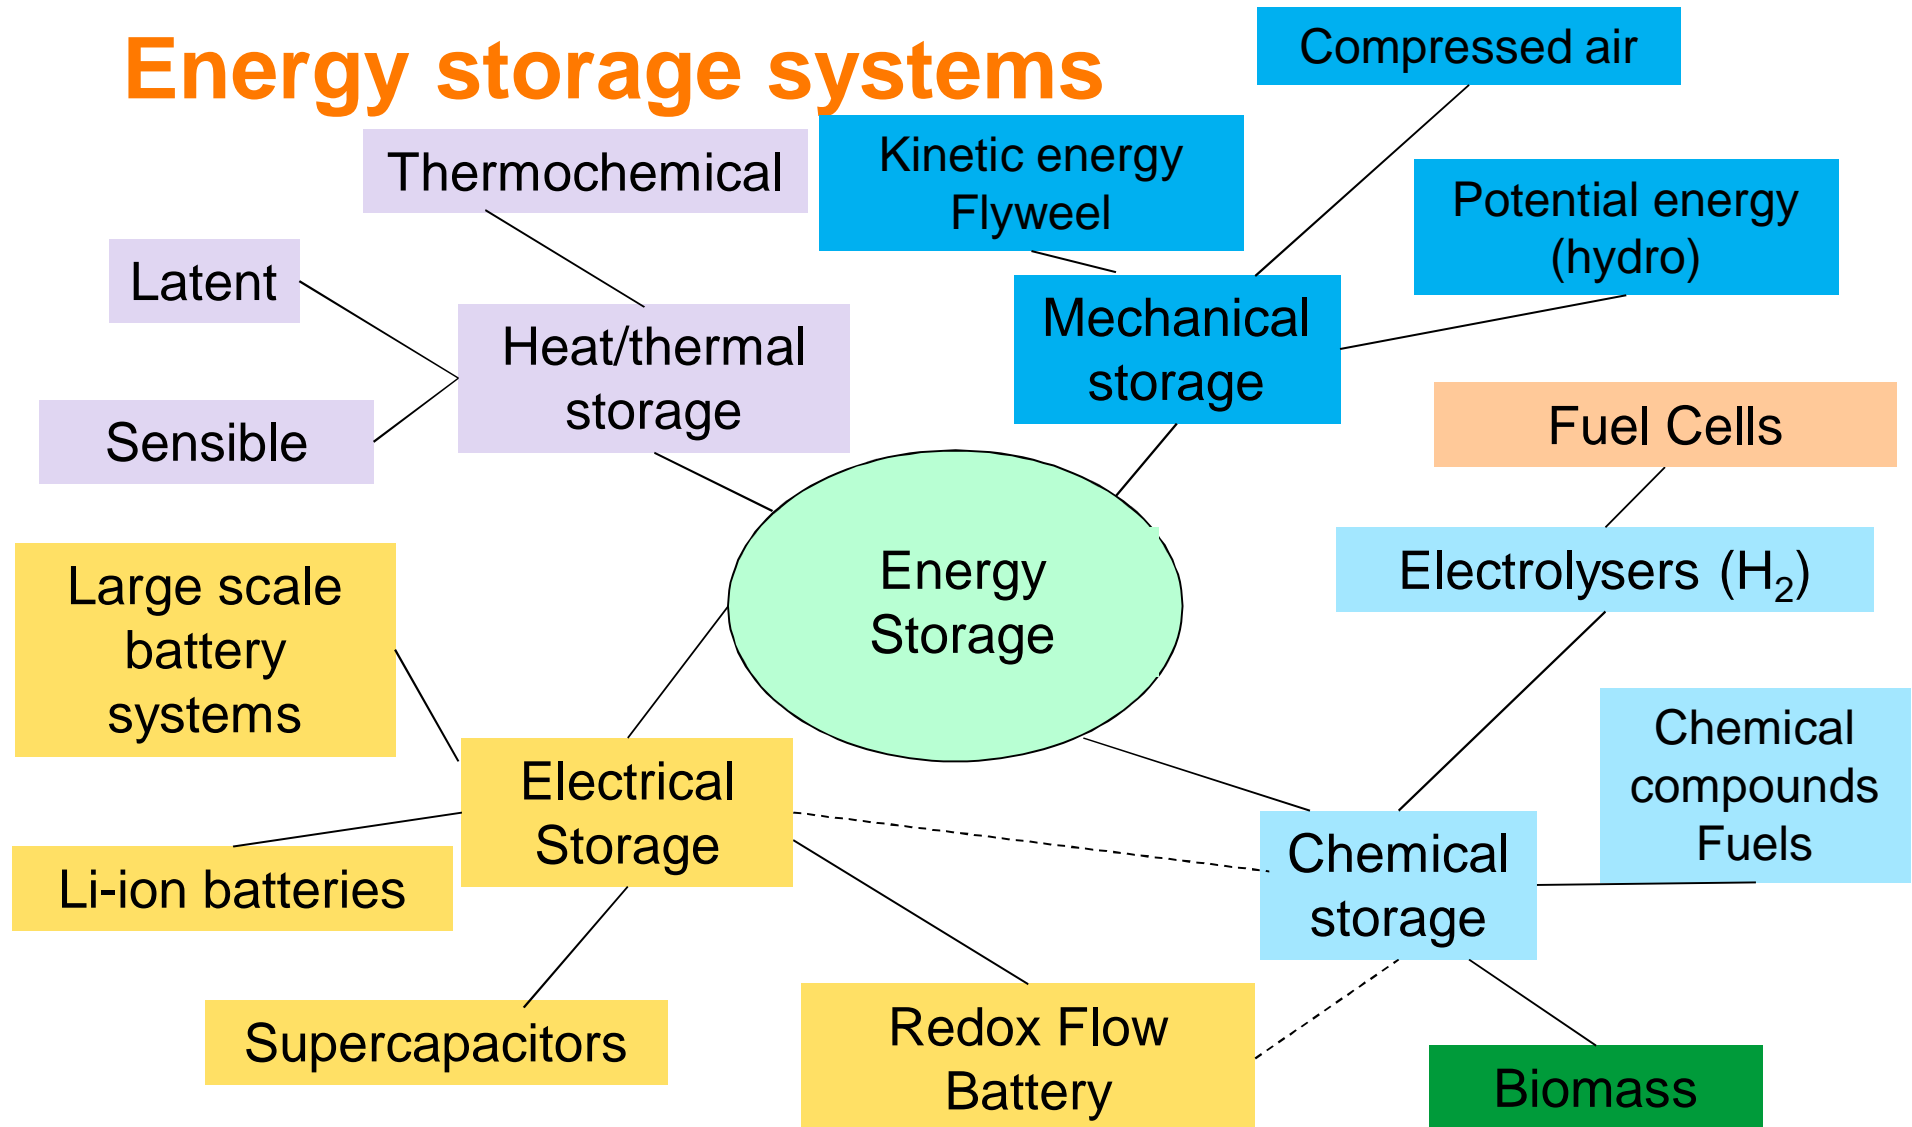 Energy storage systems
Compressed air
Thermochemical
Kinetic energy
Flyweel
Potential energy
(hydro)
Latent
Heat/thermal
storage
Mechanical
storage
Sensible
Fuel Cells
Large scale
battery
systems
Energy
Storage
Electrolysers (H₂)
Chemical
compounds
Fuels
Electrical
Storage
Chemical
storage
Li-ion batteries
Supercapacitors
Redox Flow
Battery
Biomass